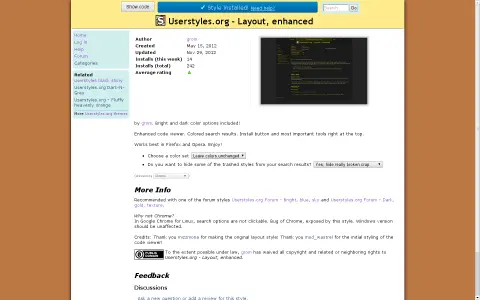 Show code
✔ Style installed! (need help?)
Search
Go
Userstyles.org - Layout, enhanced
Home
Log in
Help
Forum
Categories
Related
Userstyles.org Dark-N-Grey
Userstyles.org - Fluffy heavenly orange
More Userstyles.org themes
Author grom
Created May 15, 2012
Updated Nov 29, 2012
Installs (this week) 14
Installs (total) 242
Average rating
by grom. Bright and dark color options included!
Enhanced code viewer. Colored search results. Install button and most important tools right at the top.
Works best in Firefox and Opera. Enjoy!
• Choose a color set Leave colors unchanged
• Do you want to hide some of the trashed styles from your search results? Yes, hide really broken crap
More Info
Recommended with one of the forum styles Userstyles.org Forum - Bright, blue, and Userstyles.org Forum - Dark, gold, texture.
Why not Chrome?
In Google Chrome for Linux, search options are not clickable. Bug of Chrome, exposed by this style. Windows version should be unaffected.
Credits: Thank you for making the original layout style; Thank you mad_maniel for the initial styling of the code viewer!
PUBLIC DOMAIN
To the extent possible under law, grom has waived all copyright and related or neighboring rights to Userstyles.org - Layout, enhanced.
Feedback
Discussions
Ask a new question or add a review for this style.